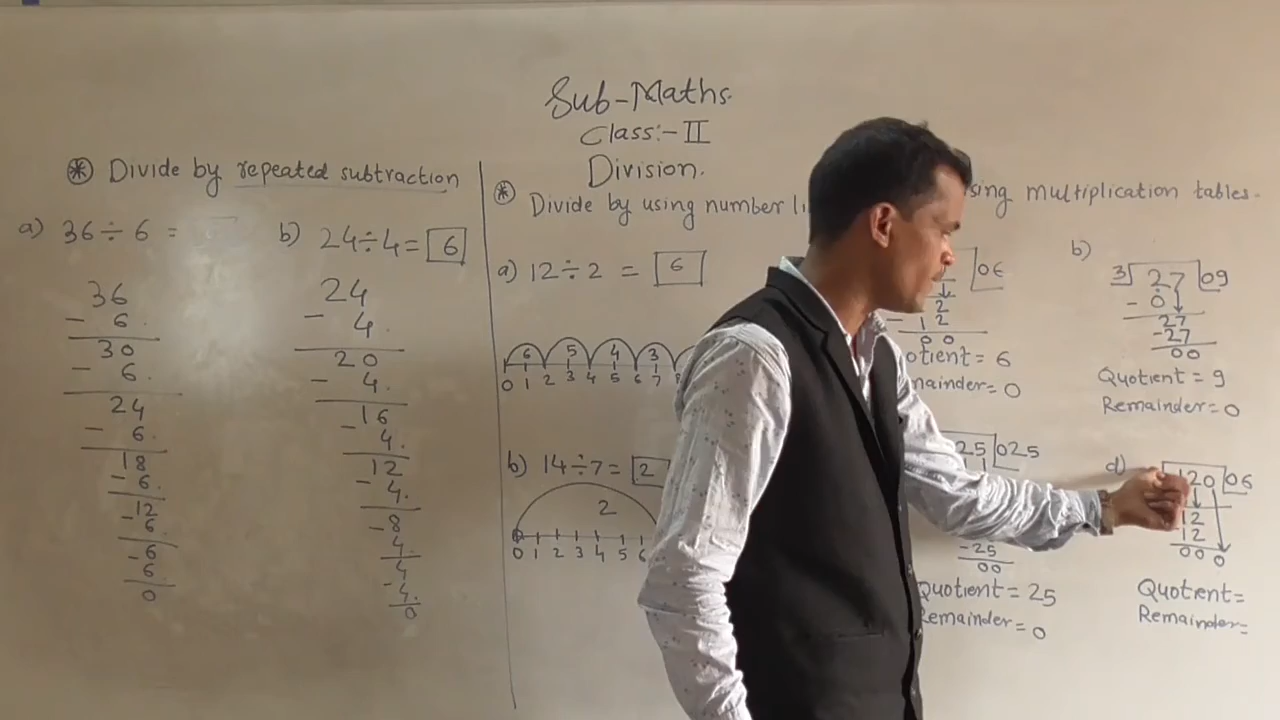 Sub-Maths.
Class:- II
Division.
* Divide by repeated subtraction
a) 36 ÷ 6 =
36
- 6.
30
- 6.
24
- 6.
18
- 6.
12
- 6.
6
- 6.
0
b) 24 ÷ 4 = 6
24
- 4.
20
- 4.
16
- 4.
12
- 4.
8
- 4.
4
- 4.
0
* Divide by using number li
a) 12 ÷ 2 = 6
6 5 4 3
0 1 2 3 4 5 6 7 8
b) 14 ÷ 7 = 2
2
0 1 2 3 4 5 6
sing multiplication tables.
06
2
- 1 2
0 0
otient = 6
mainder = 0
b)
3 27 09
- 0
27
-27
00
Quotient = 9
Remainder = 0
25 025
-25
00
Quotient = 25
Remainder = 0
d)
120 06
12
12
000
Quotient =
Remainder =